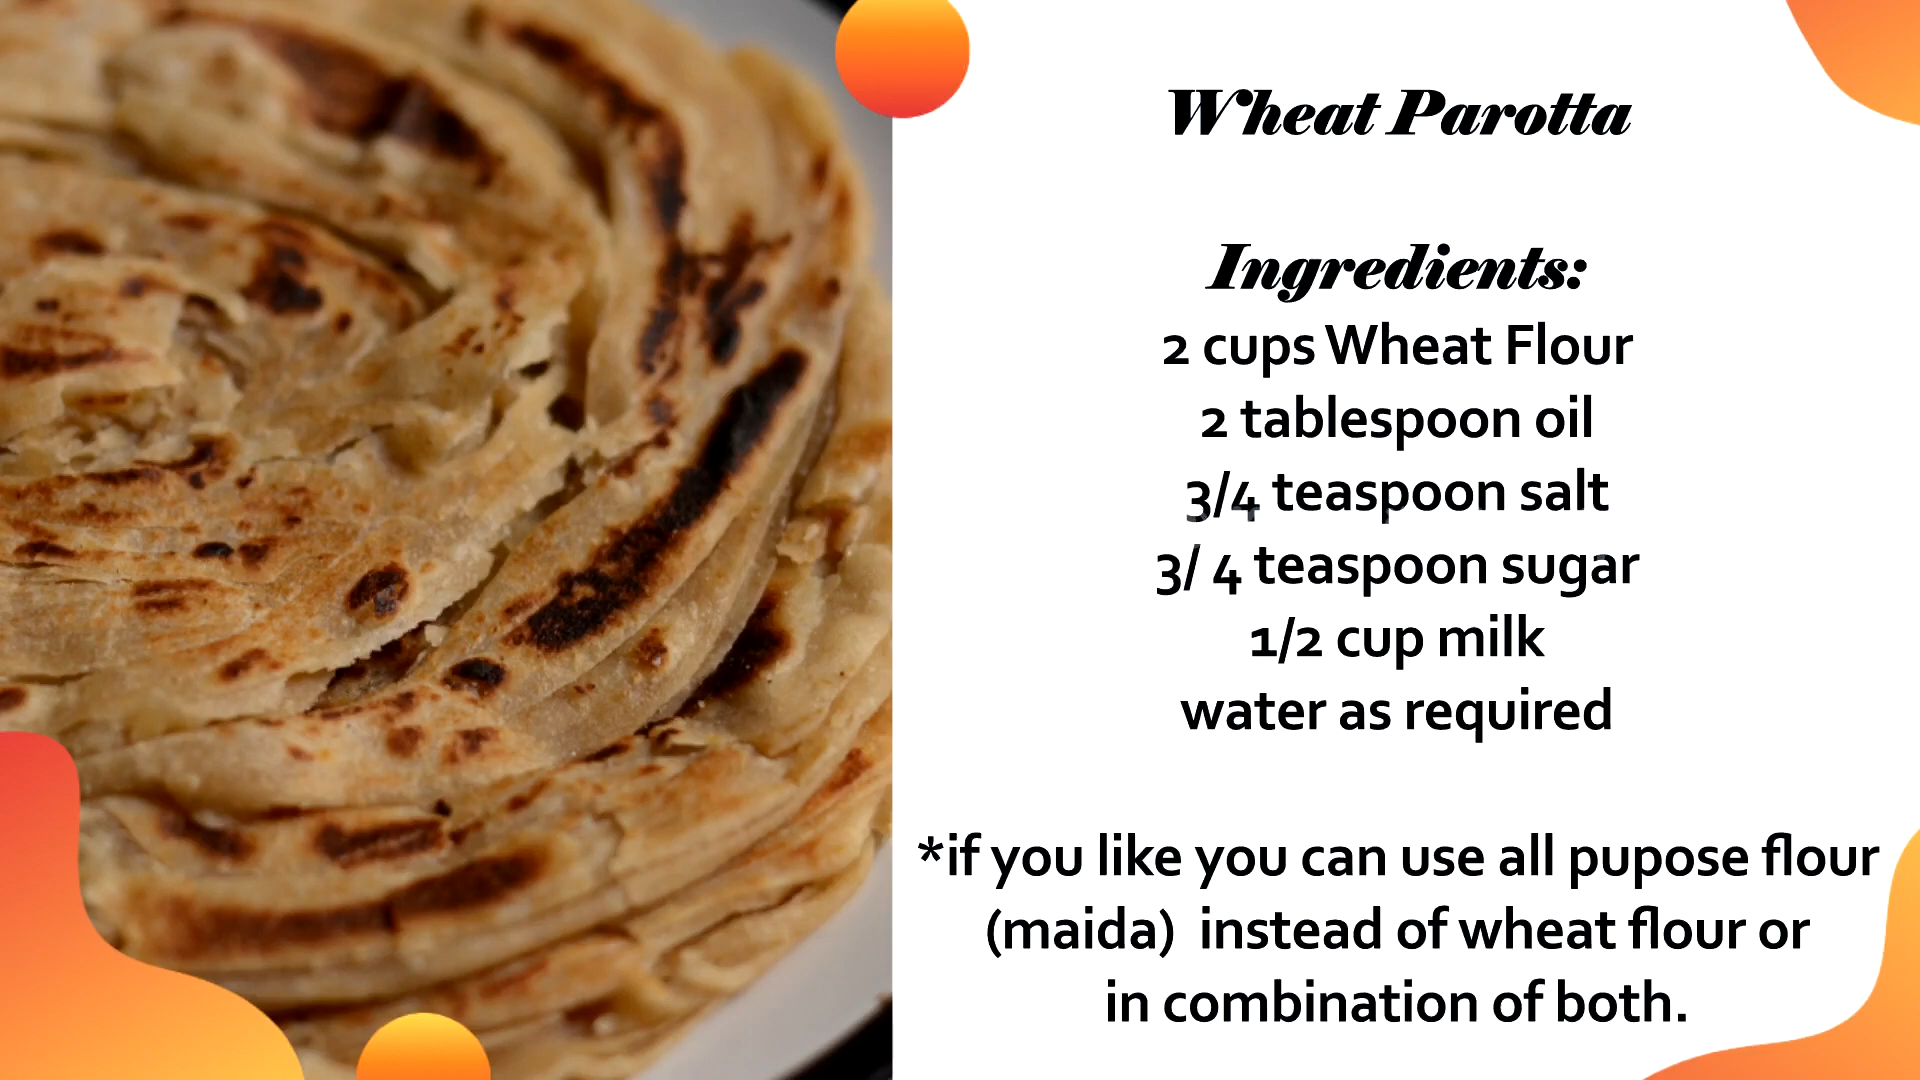 Wheat Parotta
Ingredients:
2 cups Wheat Flour
2 tablespoon oil
3/4 teaspoon salt
3/ 4 teaspoon sugar
1/2 cup milk
water as required
*if you like you can use all pupose flour
(maida)  instead of wheat flour or
in combination of both.